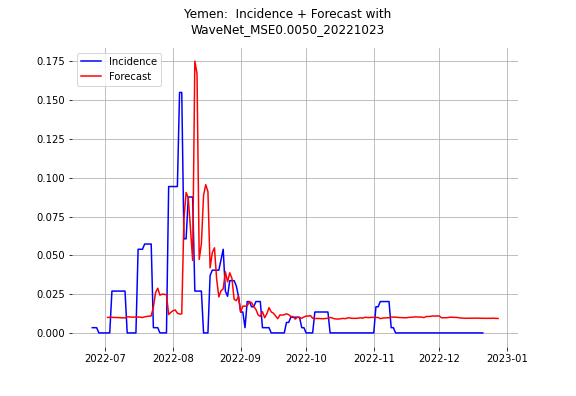 Yemen:  Incidence + Forecast with
WaveNet_MSE0.0050_20221023
Incidence
Forecast
0.175
0.150
0.125
0.100
0.075
0.050
0.025
0.000
2022-07 2022-08 2022-09 2022-10 2022-11 2022-12 2023-01